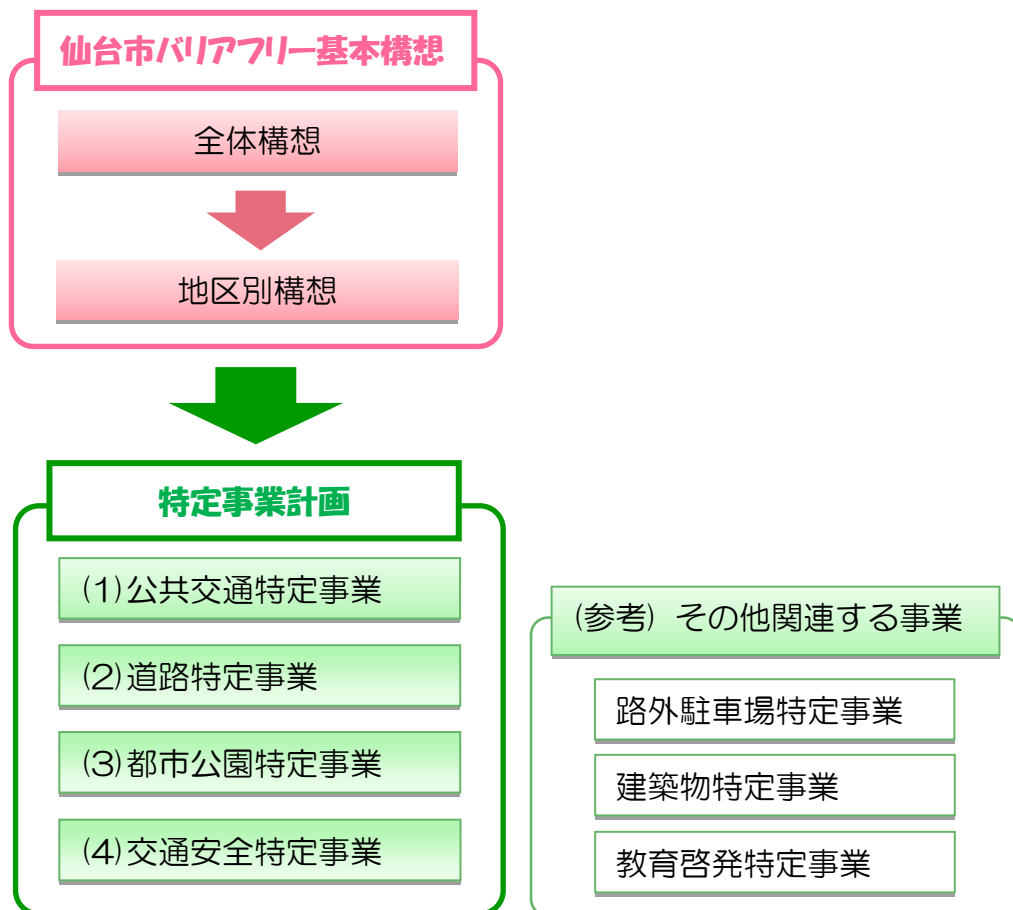 仙台市バリアフリー基本構想
全体構想
地区別構想
特定事業計画
(1)公共交通特定事業
(2)道路特定事業
(3)都市公園特定事業
(4)交通安全特定事業
(参考) その他関連する事業
路外駐車場特定事業
建築物特定事業
教育啓発特定事業